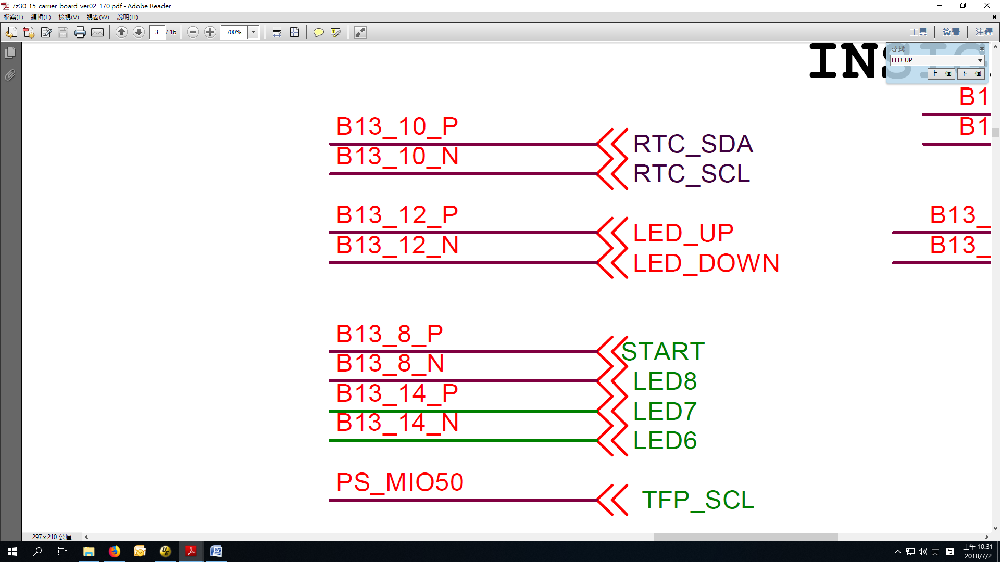 7z30_15_carrier_board_ver02_170.pdf - Adobe Reader
檔案(F) 編輯(E) 檢視(V) 視窗(W) 說明(H)
3 / 16 700% 工具 簽署 注釋
尋找
LED_UP
上一個 下一個
B1
B1
B13_10_P
RTC_SDA
B13_10_N
RTC_SCL
B13_12_P
LED_UP
B13_
B13_12_N
LED_DOWN
B13_
B13_8_P
START
B13_8_N
LED8
B13_14_P
LED7
B13_14_N
LED6
PS_MIO50
TFP_SCL
297 x 210 公厘
英
上午 10:31
2018/7/2